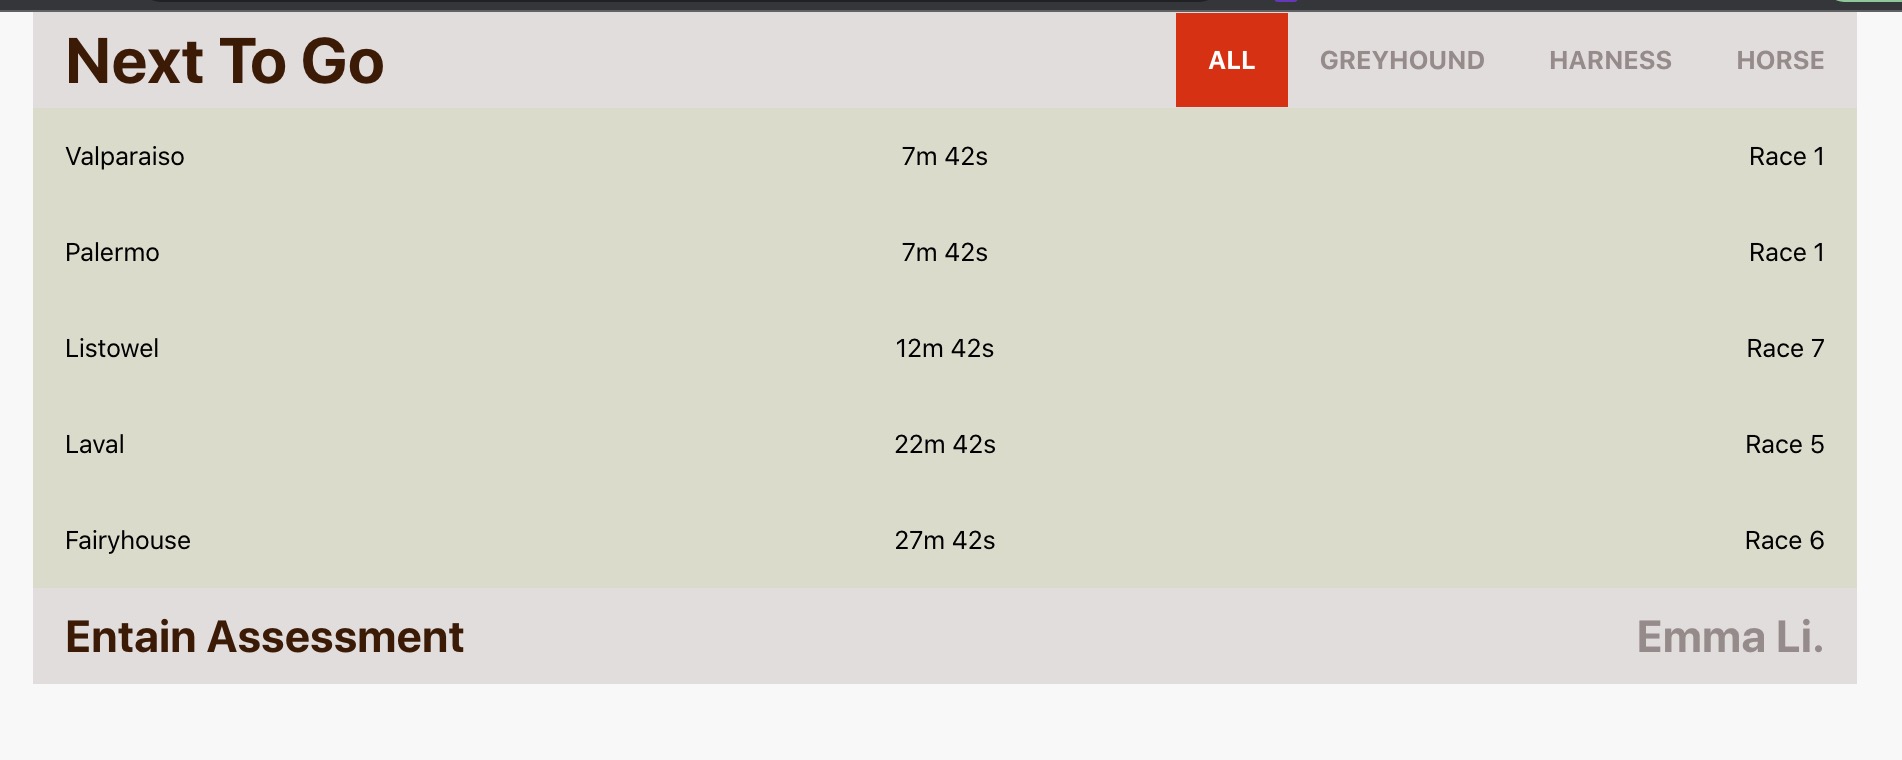 Next To Go ALL GREYHOUND HARNESS HORSE
Valparaiso 7m 42s Race 1
Palermo 7m 42s Race 1
Listowel 12m 42s Race 7
Laval 22m 42s Race 5
Fairyhouse 27m 42s Race 6
Entain Assessment Emma Li.